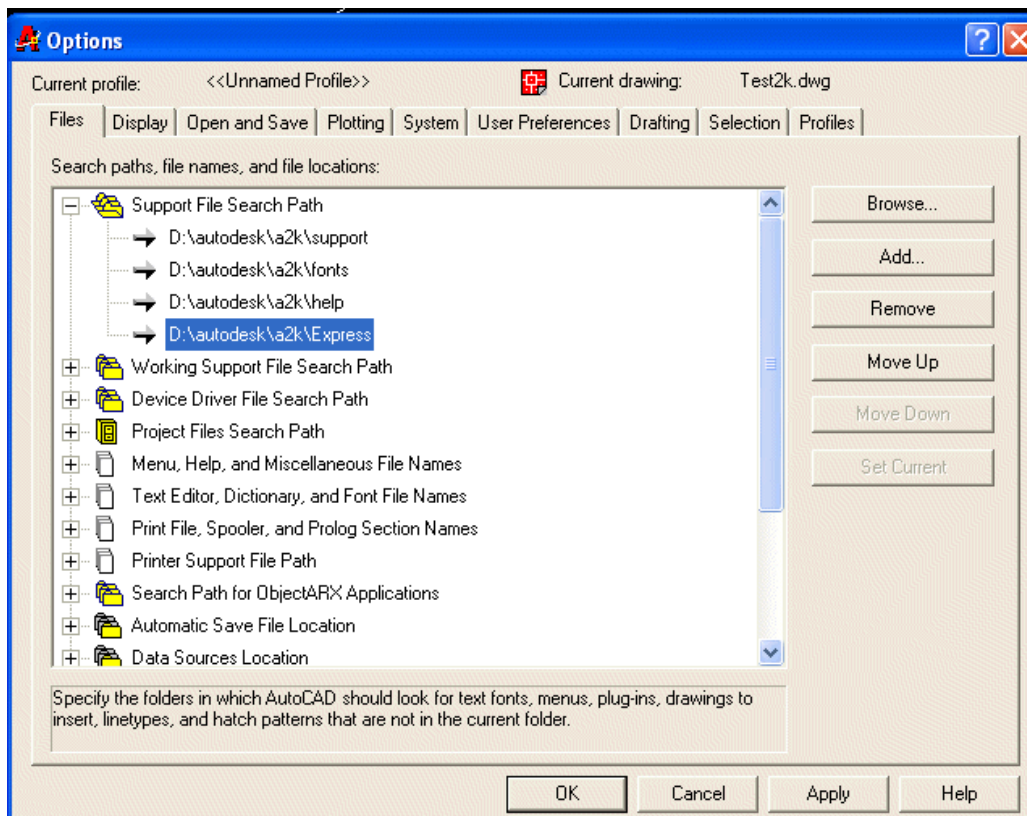 Options
Current profile: <<Unnamed Profile>> Current drawing: Test2k.dwg
Files Display Open and Save Plotting System User Preferences Drafting Selection Profiles
Search paths, file names, and file locations:
Support File Search Path
D:\autodesk\a2k\support
D:\autodesk\a2k\fonts
D:\autodesk\a2k\help
D:\autodesk\a2k\Express
Working Support File Search Path
Device Driver File Search Path
Project Files Search Path
Menu, Help, and Miscellaneous File Names
Text Editor, Dictionary, and Font File Names
Print File, Spooler, and Prolog Section Names
Printer Support File Path
Search Path for ObjectARX Applications
Automatic Save File Location
Data Sources Location
Browse...
Add...
Remove
Move Up
Move Down
Set Current
Specify the folders in which AutoCAD should look for text fonts, menus, plug-ins, drawings to
insert, linetypes, and hatch patterns that are not in the current folder.
OK Cancel Apply Help